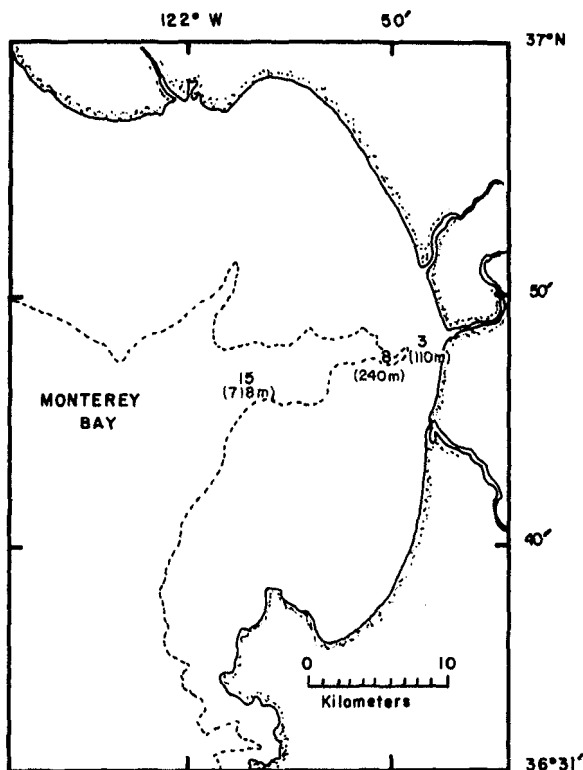 122° W 50′
37° N
50′
3
8 (110m)
(240m)
15
(718m)
MONTEREY
BAY
40′
0 10
Kilometers
36° 31′